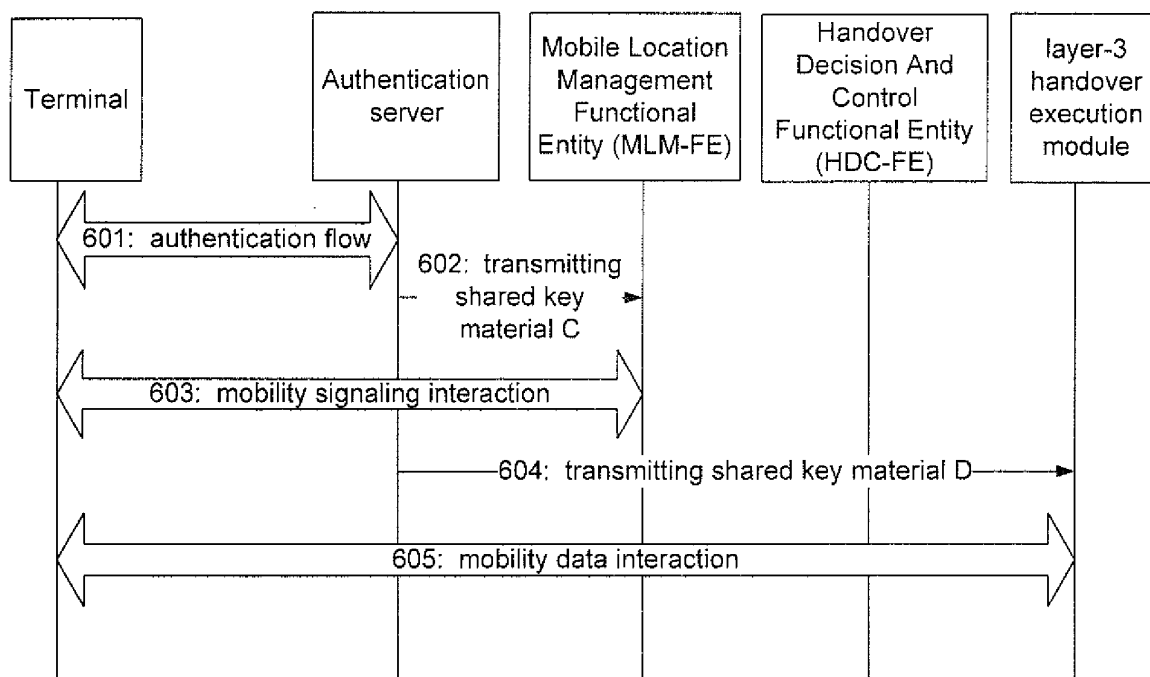 Terminal
Authentication
server
Mobile Location
Management
Functional
Entity (MLM-FE)
Handover
Decision And
Control
Functional Entity
(HDC-FE)
layer-3
handover
execution
module
601: authentication flow
602: transmitting
shared key
material C
603: mobility signaling interaction
604: transmitting shared key material D
605: mobility data interaction